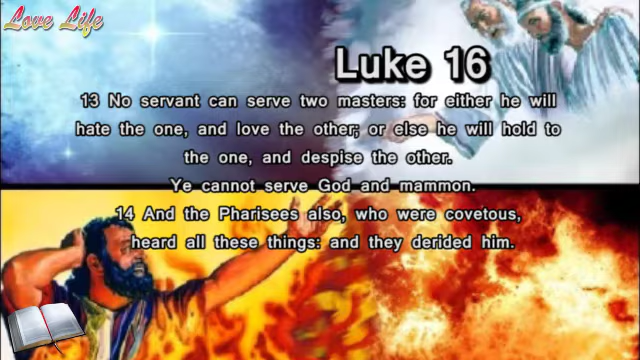 Love Life
Luke 16
13 No servant can serve two masters: for either he will
hate the one, and love the other; or else he will hold to
the one, and despise the other.
Ye cannot serve God and mammon.
14 And the Pharisees also, who were covetous,
heard all these things: and they derided him.